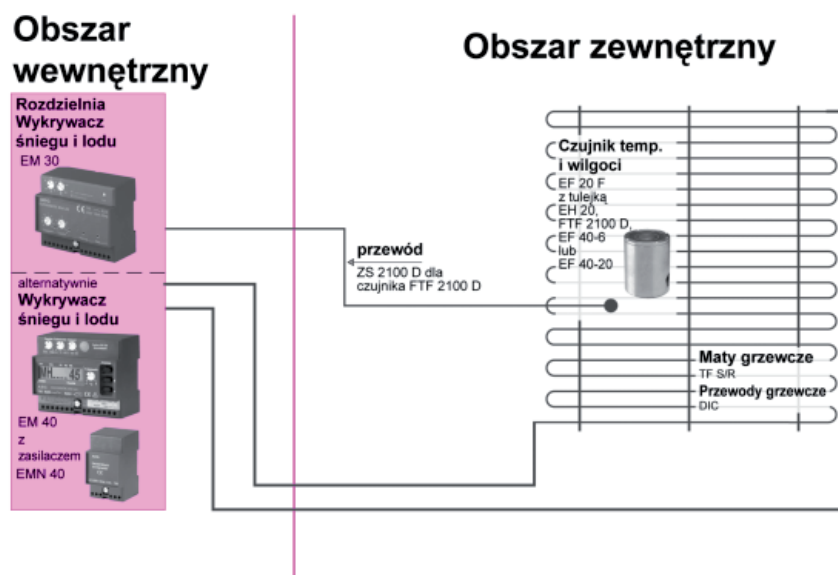 Obszar
wewnętrzny
Obszar zewnętrzny
Rozdzielnia
Wykrywacz
śniegu i lodu
EM 30
alternatywnie
Wykrywacz
śniegu i lodu
EM 40
z
zasilaczem
EMN 40
przewód
ZS 2100 D dla
czujnika FTF 2100 D
Czujnik temp.
i wilgoci
EF 20 F
z tulejką
EH 20,
FTF 2100 D,
EF 40-6
lub
EF 40-20
Maty grzewcze
TF S/R
Przewody grzewcze
DIC